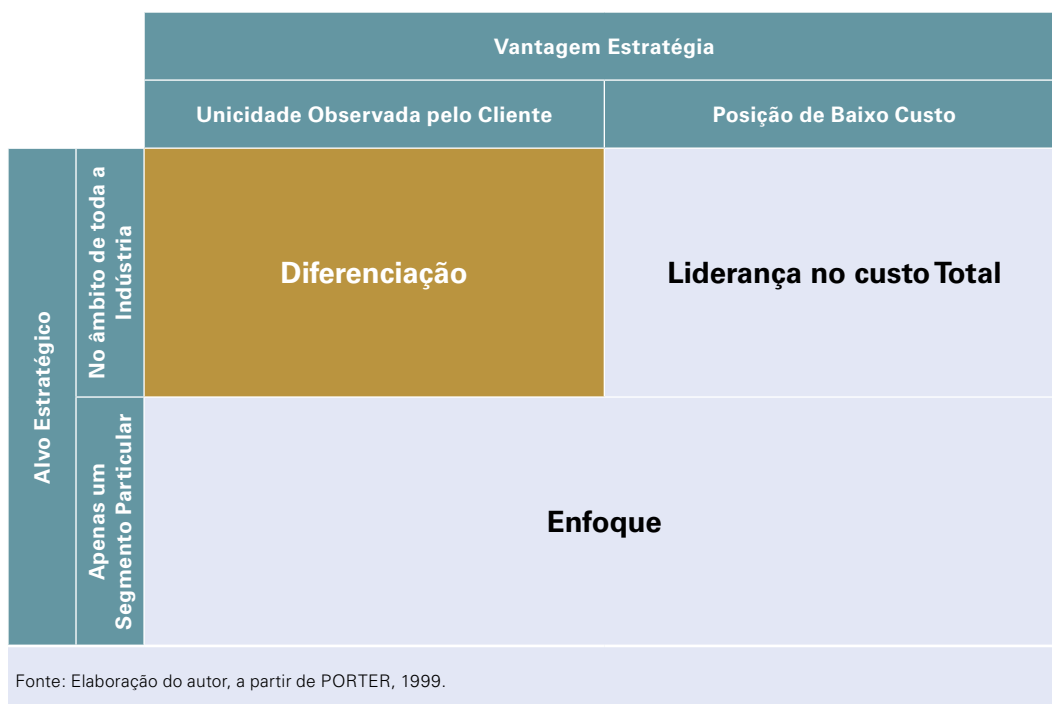 Vantagem Estratégia
Unicidade Observada pelo Cliente
Posição de Baixo Custo
Alvo Estratégico
No âmbito de toda a
Indústria
Diferenciação
Liderança no custo Total
Apenas um
Segmento Particular
Enfoque
Fonte: Elaboração do autor, a partir de PORTER, 1999.